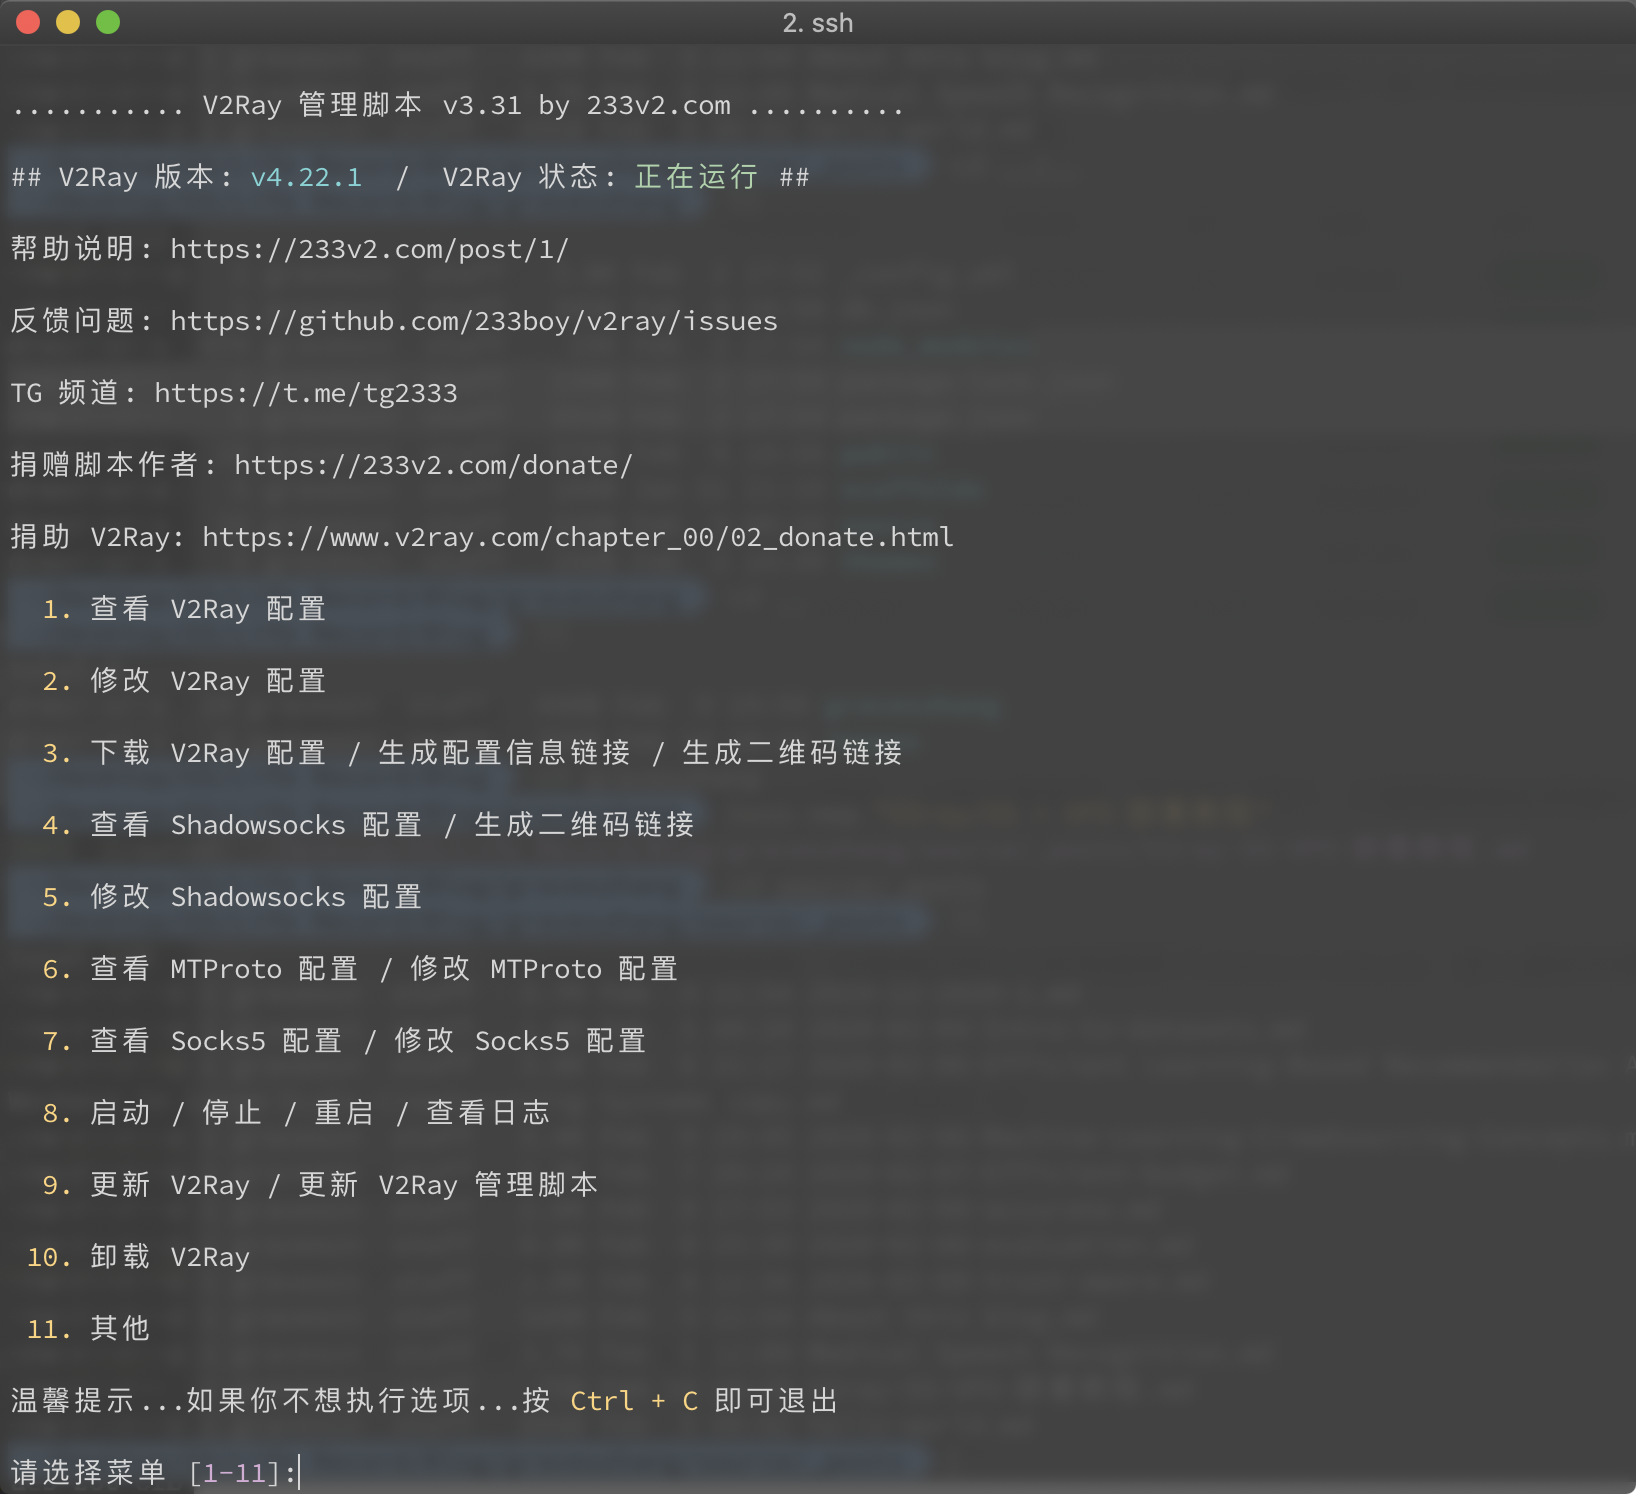 2. ssh
........... V2Ray 管理脚本 v3.31 by 233v2.com ..........
## V2Ray 版本: v4.22.1  /  V2Ray 状态: 正在运行 ##
帮助说明: https://233v2.com/post/1/
反馈问题: https://github.com/233boy/v2ray/issues
TG 频道: https://t.me/tg2333
捐赠脚本作者: https://233v2.com/donate/
捐助 V2Ray: https://www.v2ray.com/chapter_00/02_donate.html
1. 查看 V2Ray 配置
2. 修改 V2Ray 配置
3. 下载 V2Ray 配置 / 生成配置信息链接 / 生成二维码链接
4. 查看 Shadowsocks 配置 / 生成二维码链接
5. 修改 Shadowsocks 配置
6. 查看 MTProto 配置 / 修改 MTProto 配置
7. 查看 Socks5 配置 / 修改 Socks5 配置
8. 启动 / 停止 / 重启 / 查看日志
9. 更新 V2Ray / 更新 V2Ray 管理脚本
10. 卸载 V2Ray
11. 其他
温馨提示...如果你不想执行选项...按 Ctrl + C 即可退出
请选择菜单 [1-11]: